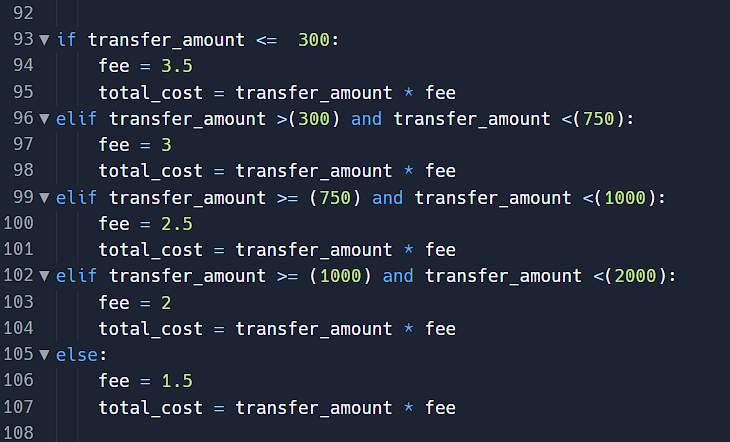 92
93 ▼ if transfer_amount <=  300:
94     fee = 3.5
95     total_cost = transfer_amount * fee
96 ▼ elif transfer_amount >(300) and transfer_amount <(750):
97     fee = 3
98     total_cost = transfer_amount * fee
99 ▼ elif transfer_amount >= (750) and transfer_amount <(1000):
100     fee = 2.5
101     total_cost = transfer_amount * fee
102 ▼ elif transfer_amount >= (1000) and transfer_amount <(2000):
103     fee = 2
104     total_cost = transfer_amount * fee
105 ▼ else:
106     fee = 1.5
107     total_cost = transfer_amount * fee
108